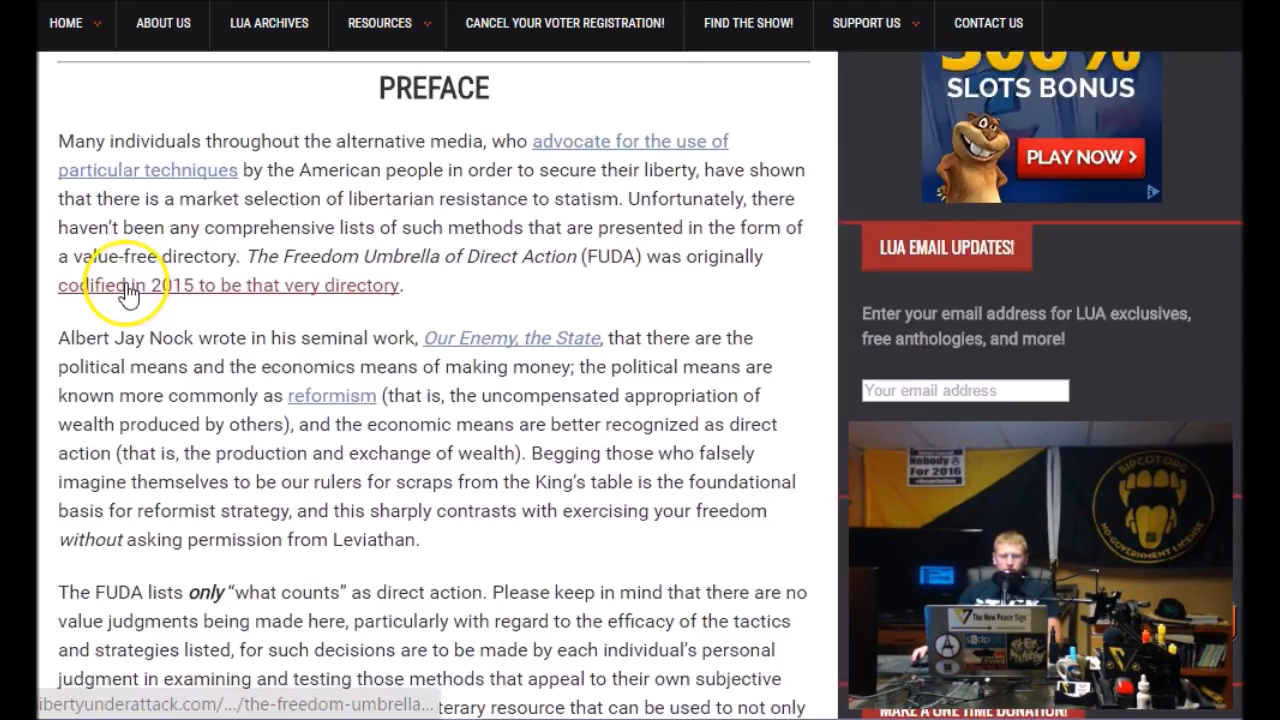 HOME
ABOUT US
LUA ARCHIVES
RESOURCES
CANCEL YOUR VOTER REGISTRATION!
FIND THE SHOW!
SUPPORT US
CONTACT US
PREFACE
Many individuals throughout the alternative media, who advocate for the use of
particular techniques by the American people in order to secure their liberty, have shown
that there is a market selection of libertarian resistance to statism. Unfortunately, there
haven't been any comprehensive lists of such methods that are presented in the form of
a value-free directory. The Freedom Umbrella of Direct Action (FUDA) was originally
codified in 2015 to be that very directory.
Albert Jay Nock wrote in his seminal work, Our Enemy, the State, that there are the
political means and the economics means of making money; the political means are
known more commonly as reformism (that is, the uncompensated appropriation of
wealth produced by others), and the economic means are better recognized as direct
action (that is, the production and exchange of wealth). Begging those who falsely
imagine themselves to be our rulers for scraps from the King's table is the foundational
basis for reformist strategy, and this sharply contrasts with exercising your freedom
without asking permission from Leviathan.
The FUDA lists only "what counts" as direct action. Please keep in mind that there are no
value judgments being made here, particularly with regard to the efficacy of the tactics
and strategies listed, for such decisions are to be made by each individual's personal
judgment in examining and testing those methods that appeal to their own subjective
libertyunderattack.com/.../the-freedom-umbrella...
terary resource that can be used to not only
SLOTS BONUS
PLAY NOW >
LUA EMAIL UPDATES!
Enter your email address for LUA exclusives,
free anthologies, and more!
Your email address
Nobody
For 2016
BIPCOT.ORG
NO GOVERNMENT LICENSE
The New Peace Sign
MAKE A ONE TIME DONATION!